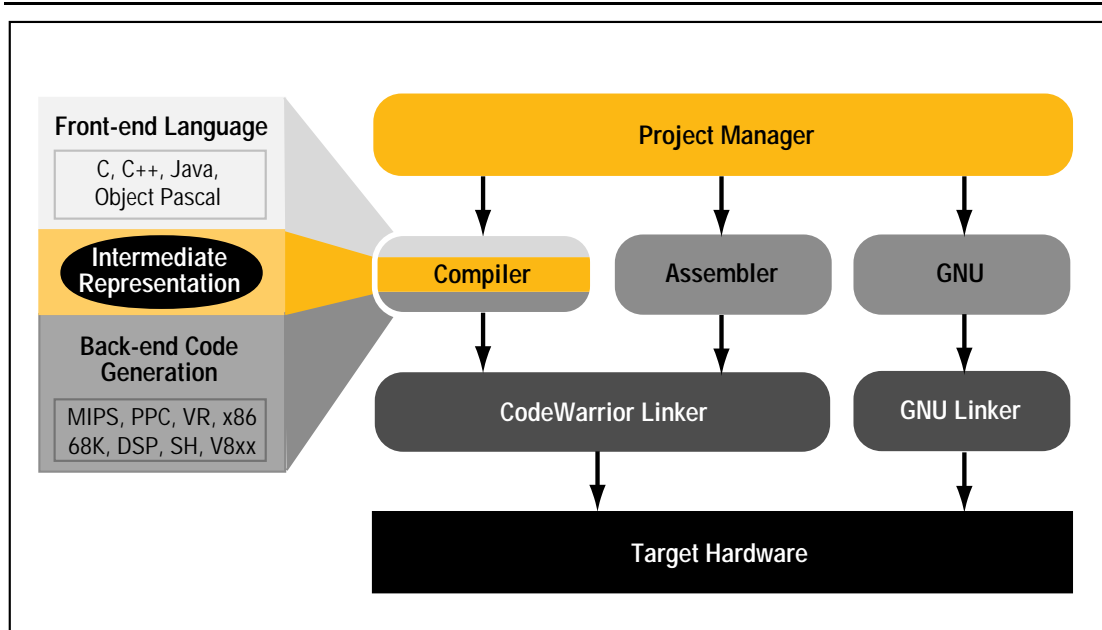 Front-end Language
C, C++, Java,
Object Pascal
Intermediate
Representation
Back-end Code
Generation
MIPS, PPC, VR, x86
68K, DSP, SH, V8xx
Project Manager
Compiler
Assembler
GNU
CodeWarrior Linker
GNU Linker
Target Hardware